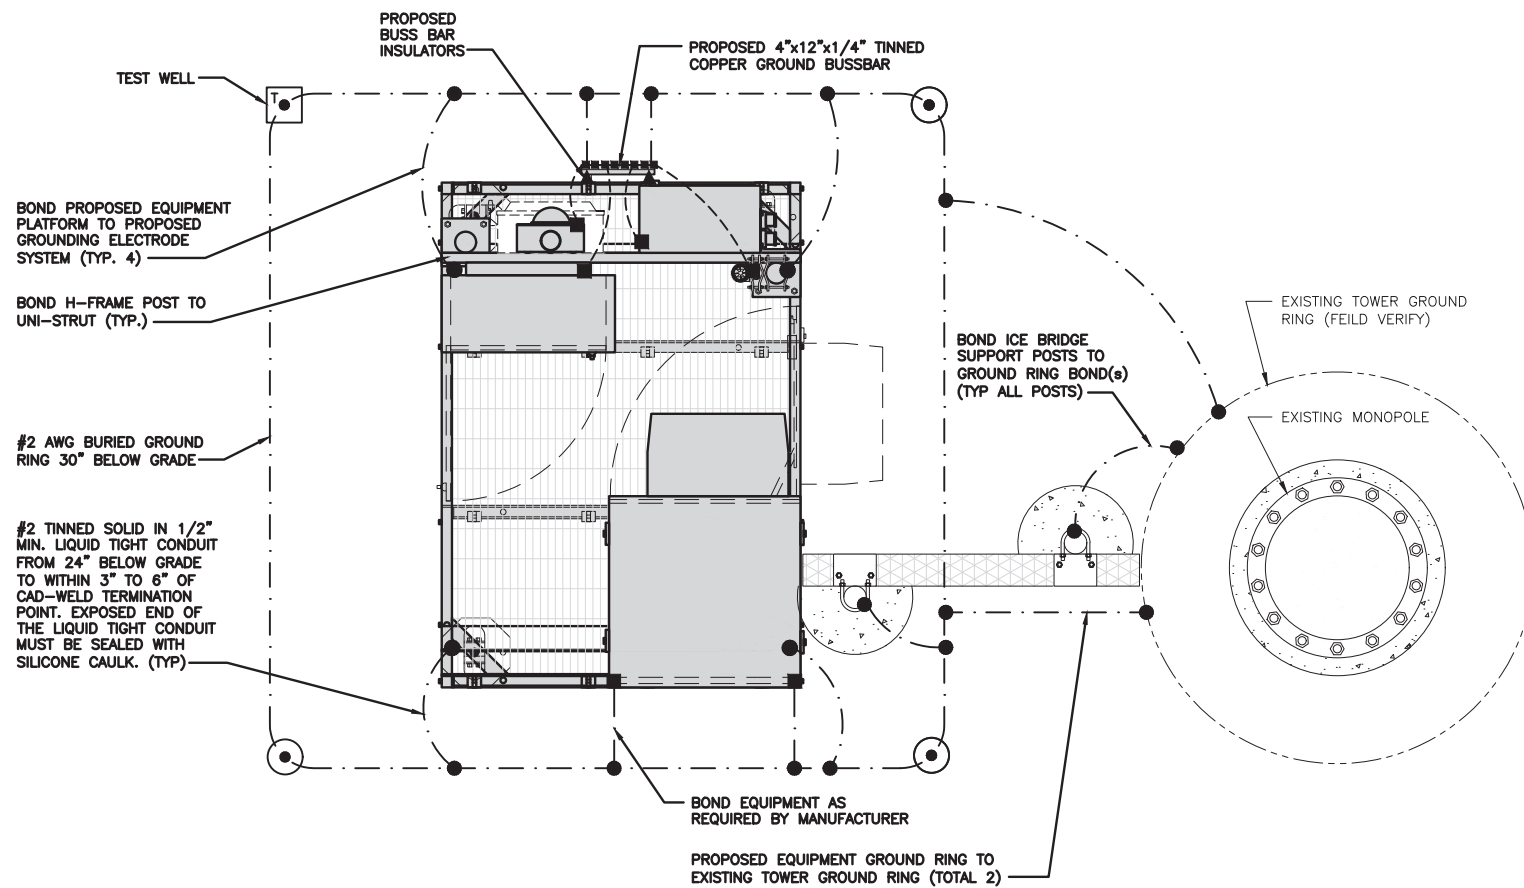 PROPOSED
BUSS BAR
INSULATORS
PROPOSED 4"x12"x1/4" TINNED
COPPER GROUND BUSSBAR
TEST WELL
T
BOND PROPOSED EQUIPMENT
PLATFORM TO PROPOSED
GROUNDING ELECTRODE
SYSTEM (TYP. 4)
BOND H-FRAME POST TO
UNI-STRUT (TYP.)
EXISTING TOWER GROUND
RING (FEILD VERIFY)
BOND ICE BRIDGE
SUPPORT POSTS TO
GROUND RING BOND(s)
(TYP ALL POSTS)
EXISTING MONOPOLE
#2 AWG BURIED GROUND
RING 30" BELOW GRADE
#2 TINNED SOLID IN 1/2"
MIN. LIQUID TIGHT CONDUIT
FROM 24" BELOW GRADE
TO WITHIN 3" TO 6" OF
CAD-WELD TERMINATION
POINT. EXPOSED END OF
THE LIQUID TIGHT CONDUIT
MUST BE SEALED WITH
SILICONE CAULK. (TYP)
BOND EQUIPMENT AS
REQUIRED BY MANUFACTURER
PROPOSED EQUIPMENT GROUND RING TO
EXISTING TOWER GROUND RING (TOTAL 2)